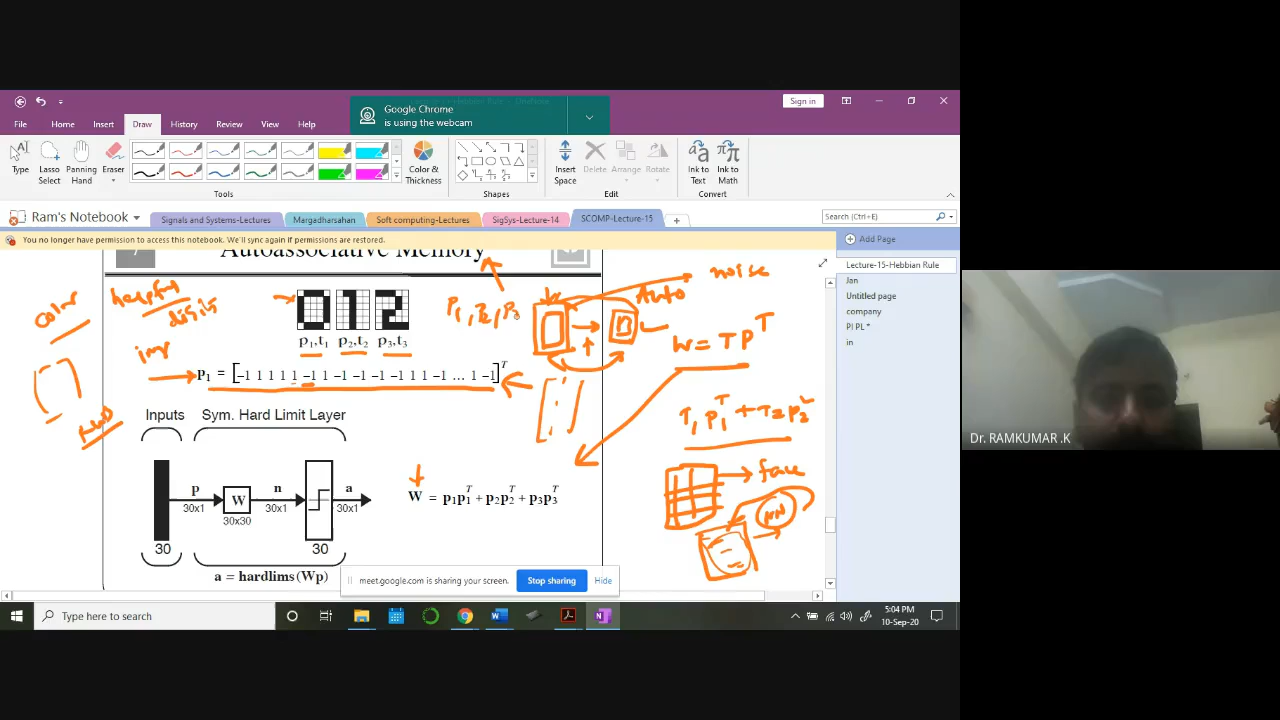 Google Chrome
is using the webcam
Sign in
File Home Insert Draw History Review View Help
Type
Lasso Select
Panning Hand
Eraser
Color & Thickness
Insert Space
Delete
Arrange
Rotate
Ink to Text
Ink to Math
Tools
Shapes
Edit
Convert
Ram's Notebook
Signals and Systems-Lectures
Margadharsahan
Soft computing-Lectures
SigSys-Lecture-14
SCOMP-Lecture-15
Search (Ctrl+E)
You no longer have permission to access this notebook. We'll sync again if permissions are restored.
Add Page
Lecture-15-Hebbian Rule
Jan
Untitled page
company
PI PL *
in
7
Autoassociative Memory
noise
Auto
color
digits
P1, P2, P3
p1,t1 p2,t2 p3,t3
W = T P^T
p1 = [-1 1 1 1 1 -1 1 -1 -1 -1 -1 1 1 -1 ... 1 -1]^T
T1 P1^T + T2 P2^T
Inputs Sym. Hard Limit Layer
face
p
30x1
W
30x30
n
30x1
a
30x1
W = p1p1^T + p2p2^T + p3p3^T
NN
30
30
a = hardlims(Wp)
meet.google.com is sharing your screen.
Stop sharing
Hide
Dr. RAMKUMAR .K
Type here to search
5:04 PM
10-Sep-20